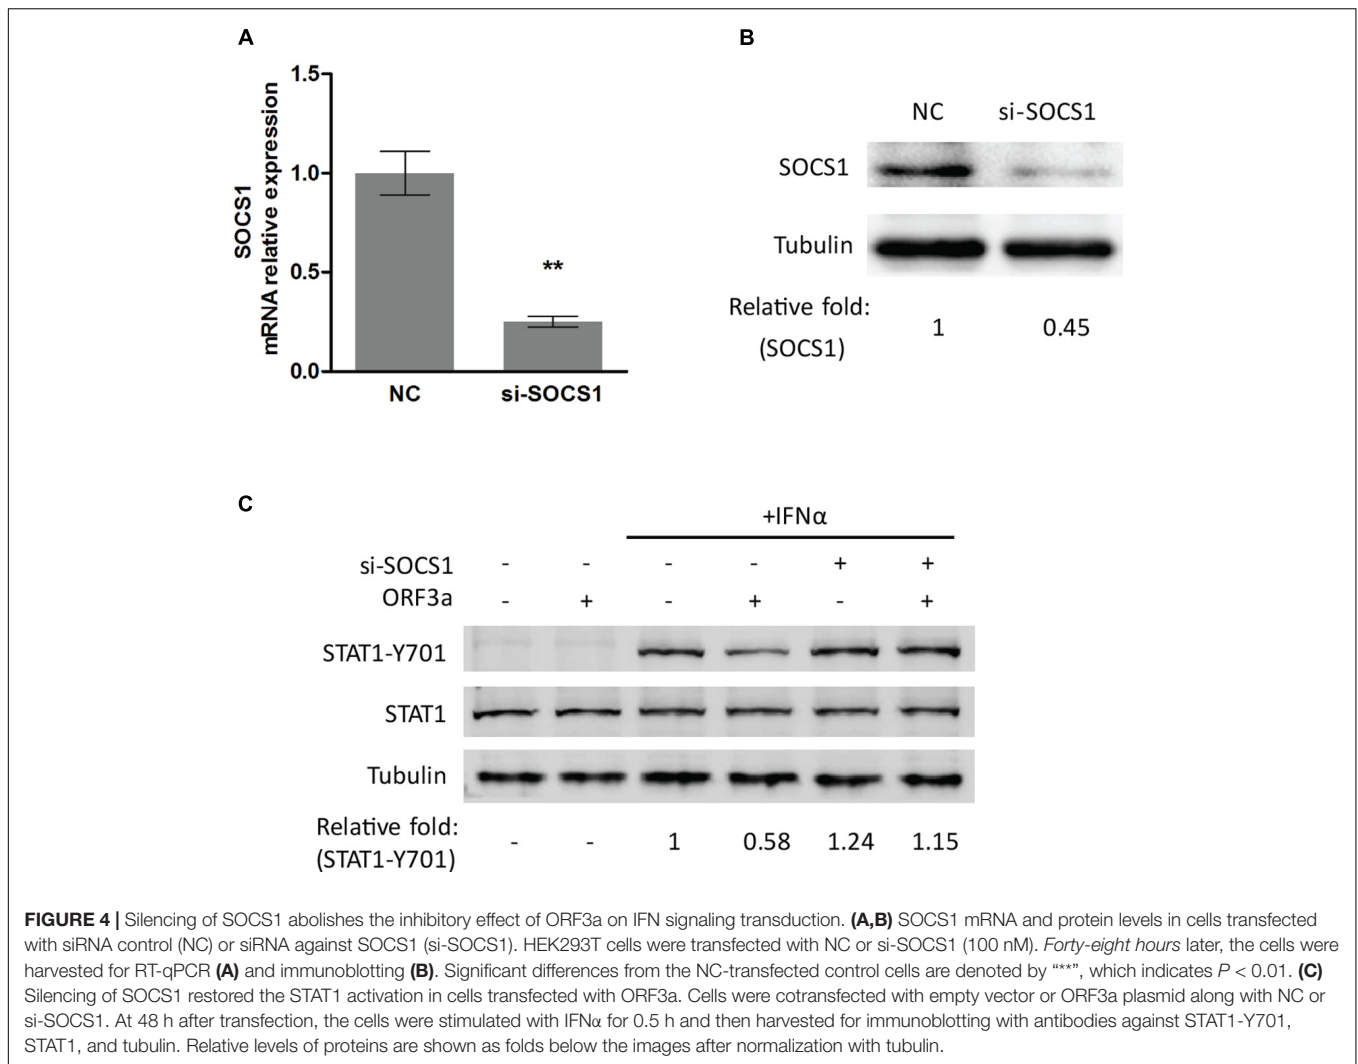 A
SOCS1
mRNA relative expression
1.5
1.0
0.5
0.0
**
NC
si-SOCS1
B
NC si-SOCS1
SOCS1
Tubulin
Relative fold:
(SOCS1)
1 0.45
C
+IFNα
si-SOCS1 - - - - + +
ORF3a - + - + - +
STAT1-Y701
STAT1
Tubulin
Relative fold:
(STAT1-Y701)
- - 1 0.58 1.24 1.15
FIGURE 4 | Silencing of SOCS1 abolishes the inhibitory effect of ORF3a on IFN signaling transduction. (A,B) SOCS1 mRNA and protein levels in cells transfected
with siRNA control (NC) or siRNA against SOCS1 (si-SOCS1). HEK293T cells were transfected with NC or si-SOCS1 (100 nM). Forty-eight hours later, the cells were
harvested for RT-qPCR (A) and immunoblotting (B). Significant differences from the NC-transfected control cells are denoted by “**”, which indicates P < 0.01. (C)
Silencing of SOCS1 restored the STAT1 activation in cells transfected with ORF3a. Cells were cotransfected with empty vector or ORF3a plasmid along with NC or
si-SOCS1. At 48 h after transfection, the cells were stimulated with IFNα for 0.5 h and then harvested for immunoblotting with antibodies against STAT1-Y701,
STAT1, and tubulin. Relative levels of proteins are shown as folds below the images after normalization with tubulin.